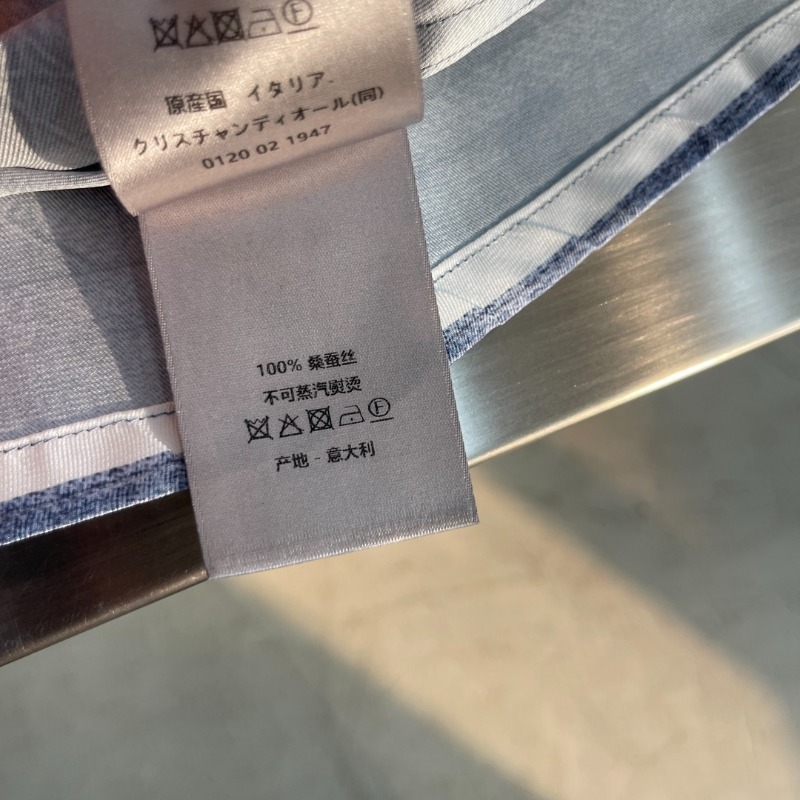 原産国 イタリア.
クリスチャンディオール(同)
0120 02 1947
100% 桑蚕丝
不可蒸汽熨烫
F
产地 - 意大利